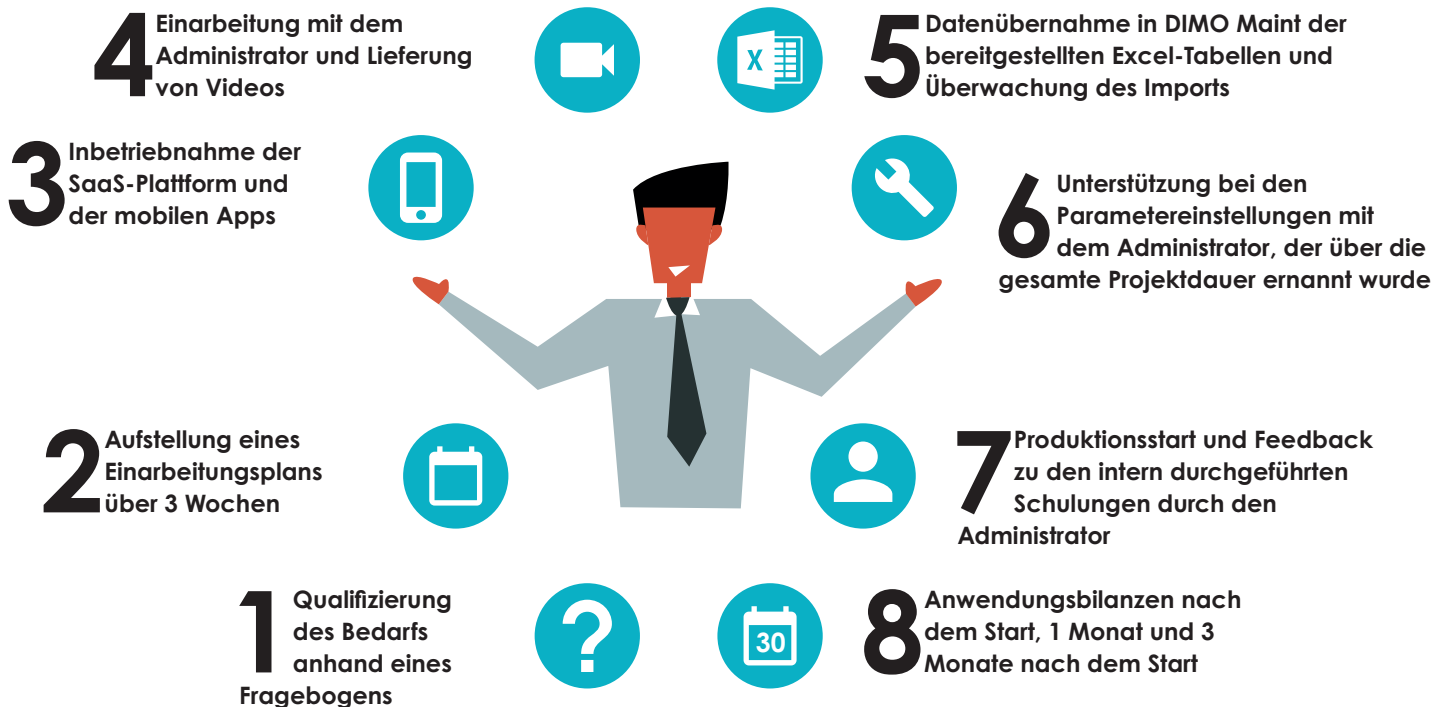 4 Einarbeitung mit dem
Administrator und Lieferung
von Videos
X
5 Datenübernahme in DIMO Maint der
bereitgestellten Excel-Tabellen und
Überwachung des Imports
3 Inbetriebnahme der
SaaS-Plattform und
der mobilen Apps
6 Unterstützung bei den
Parametereinstellungen mit
dem Administrator, der über die
gesamte Projektdauer ernannt wurde
2 Aufstellung eines
Einarbeitungsplans
über 3 Wochen
7 Produktionsstart und Feedback
zu den intern durchgeführten
Schulungen durch den
Administrator
1 Qualifizierung
des Bedarfs
anhand eines
Fragebogens
?
30
8 Anwendungsbilanzen nach
dem Start, 1 Monat und 3
Monate nach dem Start